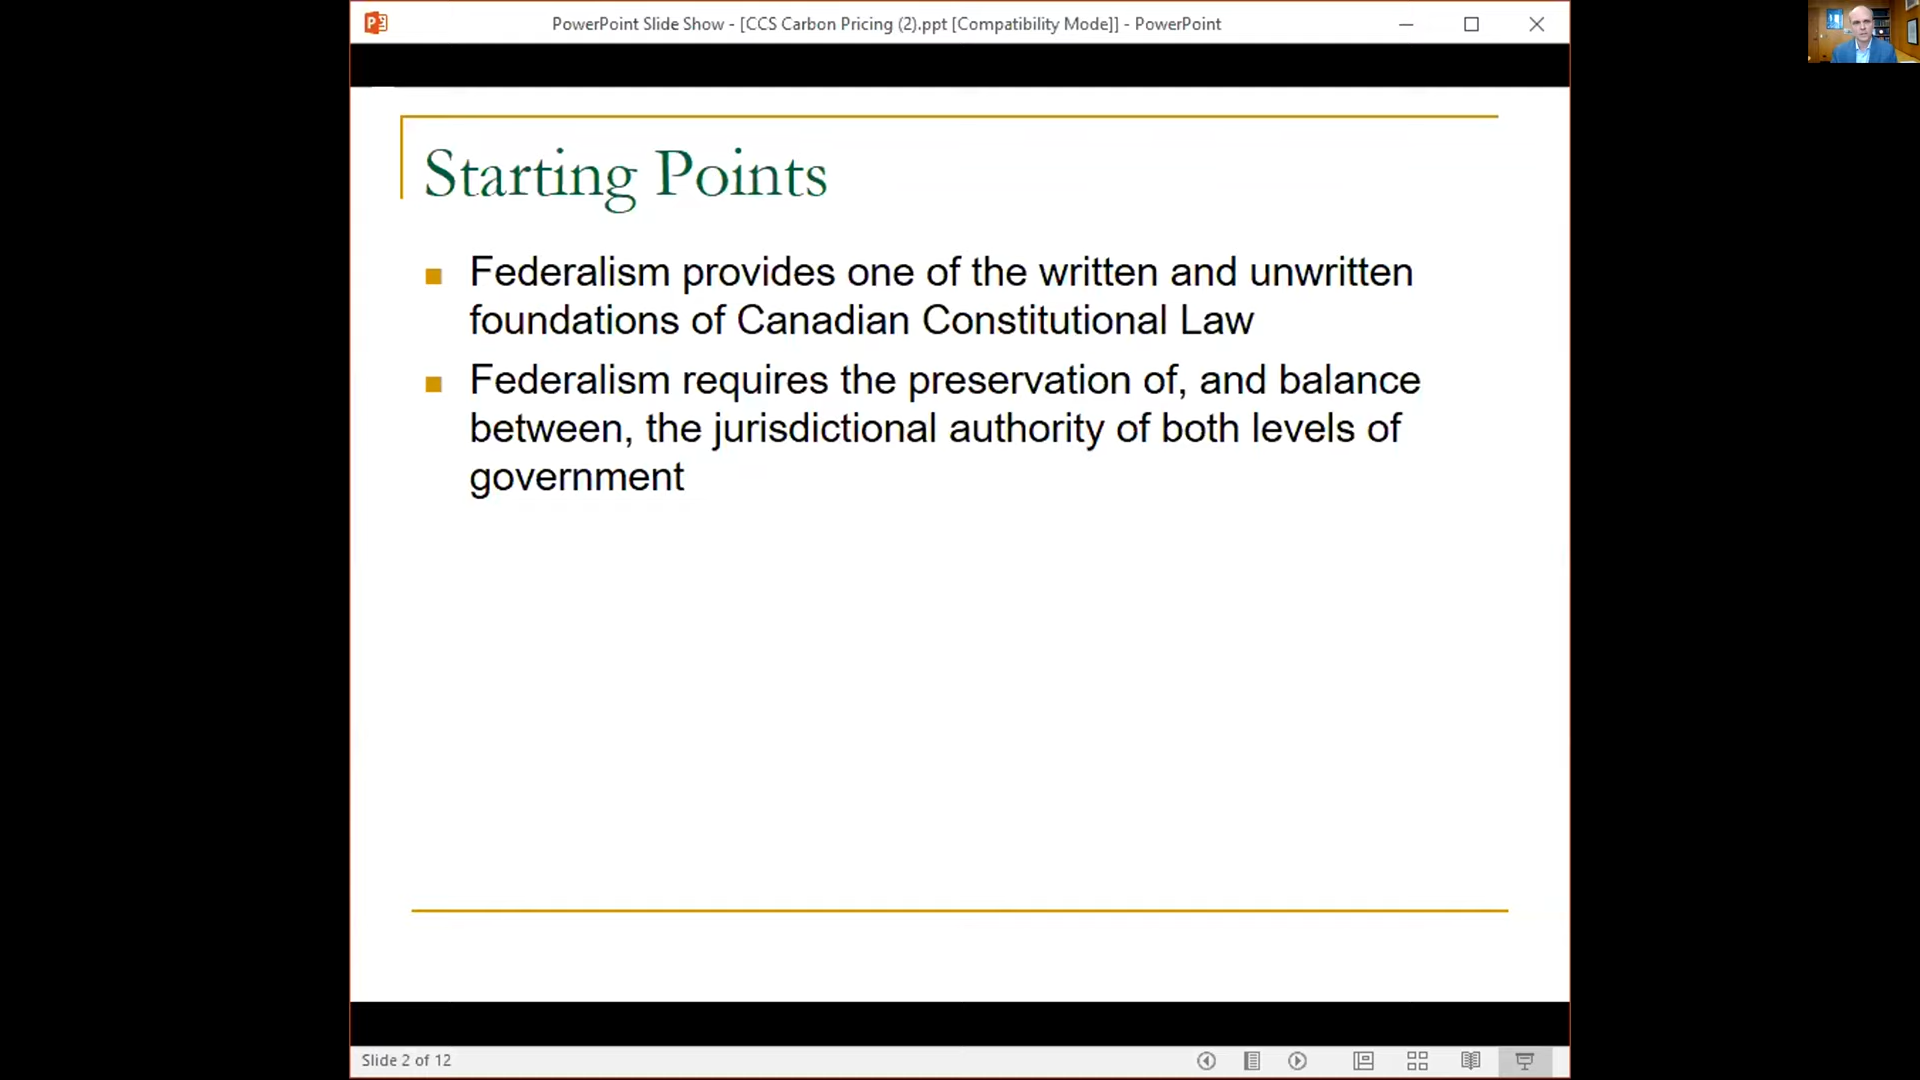 PowerPoint Slide Show - [CCS Carbon Pricing (2).ppt [Compatibility Mode]] - PowerPoint
Starting Points
Federalism provides one of the written and unwritten
foundations of Canadian Constitutional Law
Federalism requires the preservation of, and balance
between, the jurisdictional authority of both levels of
government
Slide 2 of 12